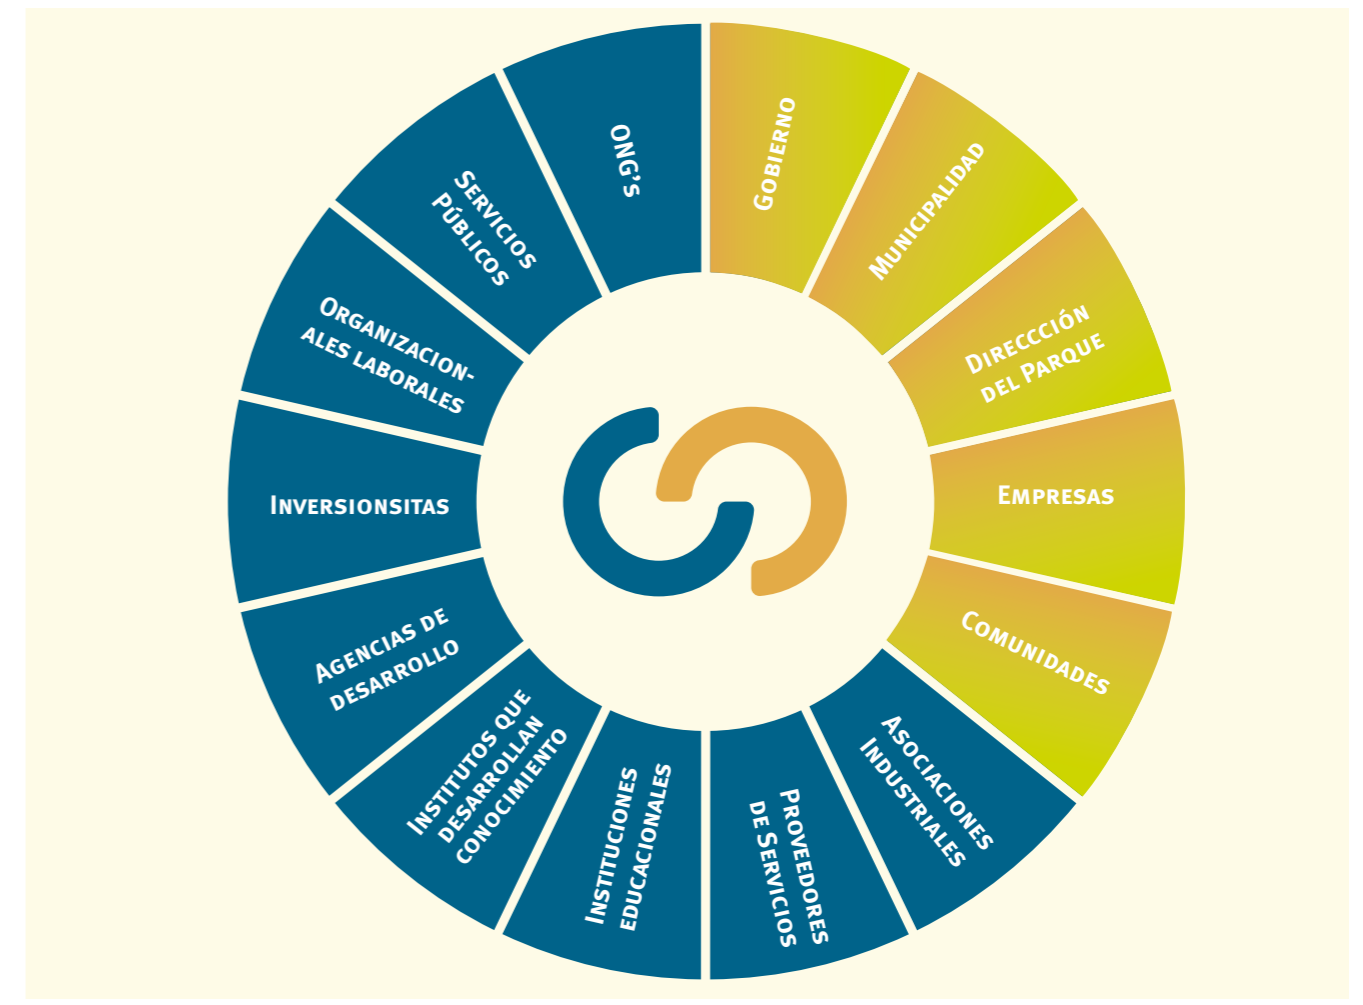 GOBIERNO
MUNICIPALIDAD
DIRECCCIÓN
DEL PARQUE
EMPRESAS
COMUNIDADES
ASOCIACIONES
INDUSTRIALES
PROVEEDORES
DE SERVICIOS
INSTITUCIONES
EDUCACIONALES
INSTITUTOS QUE
DESARROLLAN
CONOCIMIENTO
AGENCIAS DE
DESARROLLO
INVERSIONSITAS
ORGANIZACION-
ALES LABORALES
SERVICIOS
PÚBLICOS
ONG's